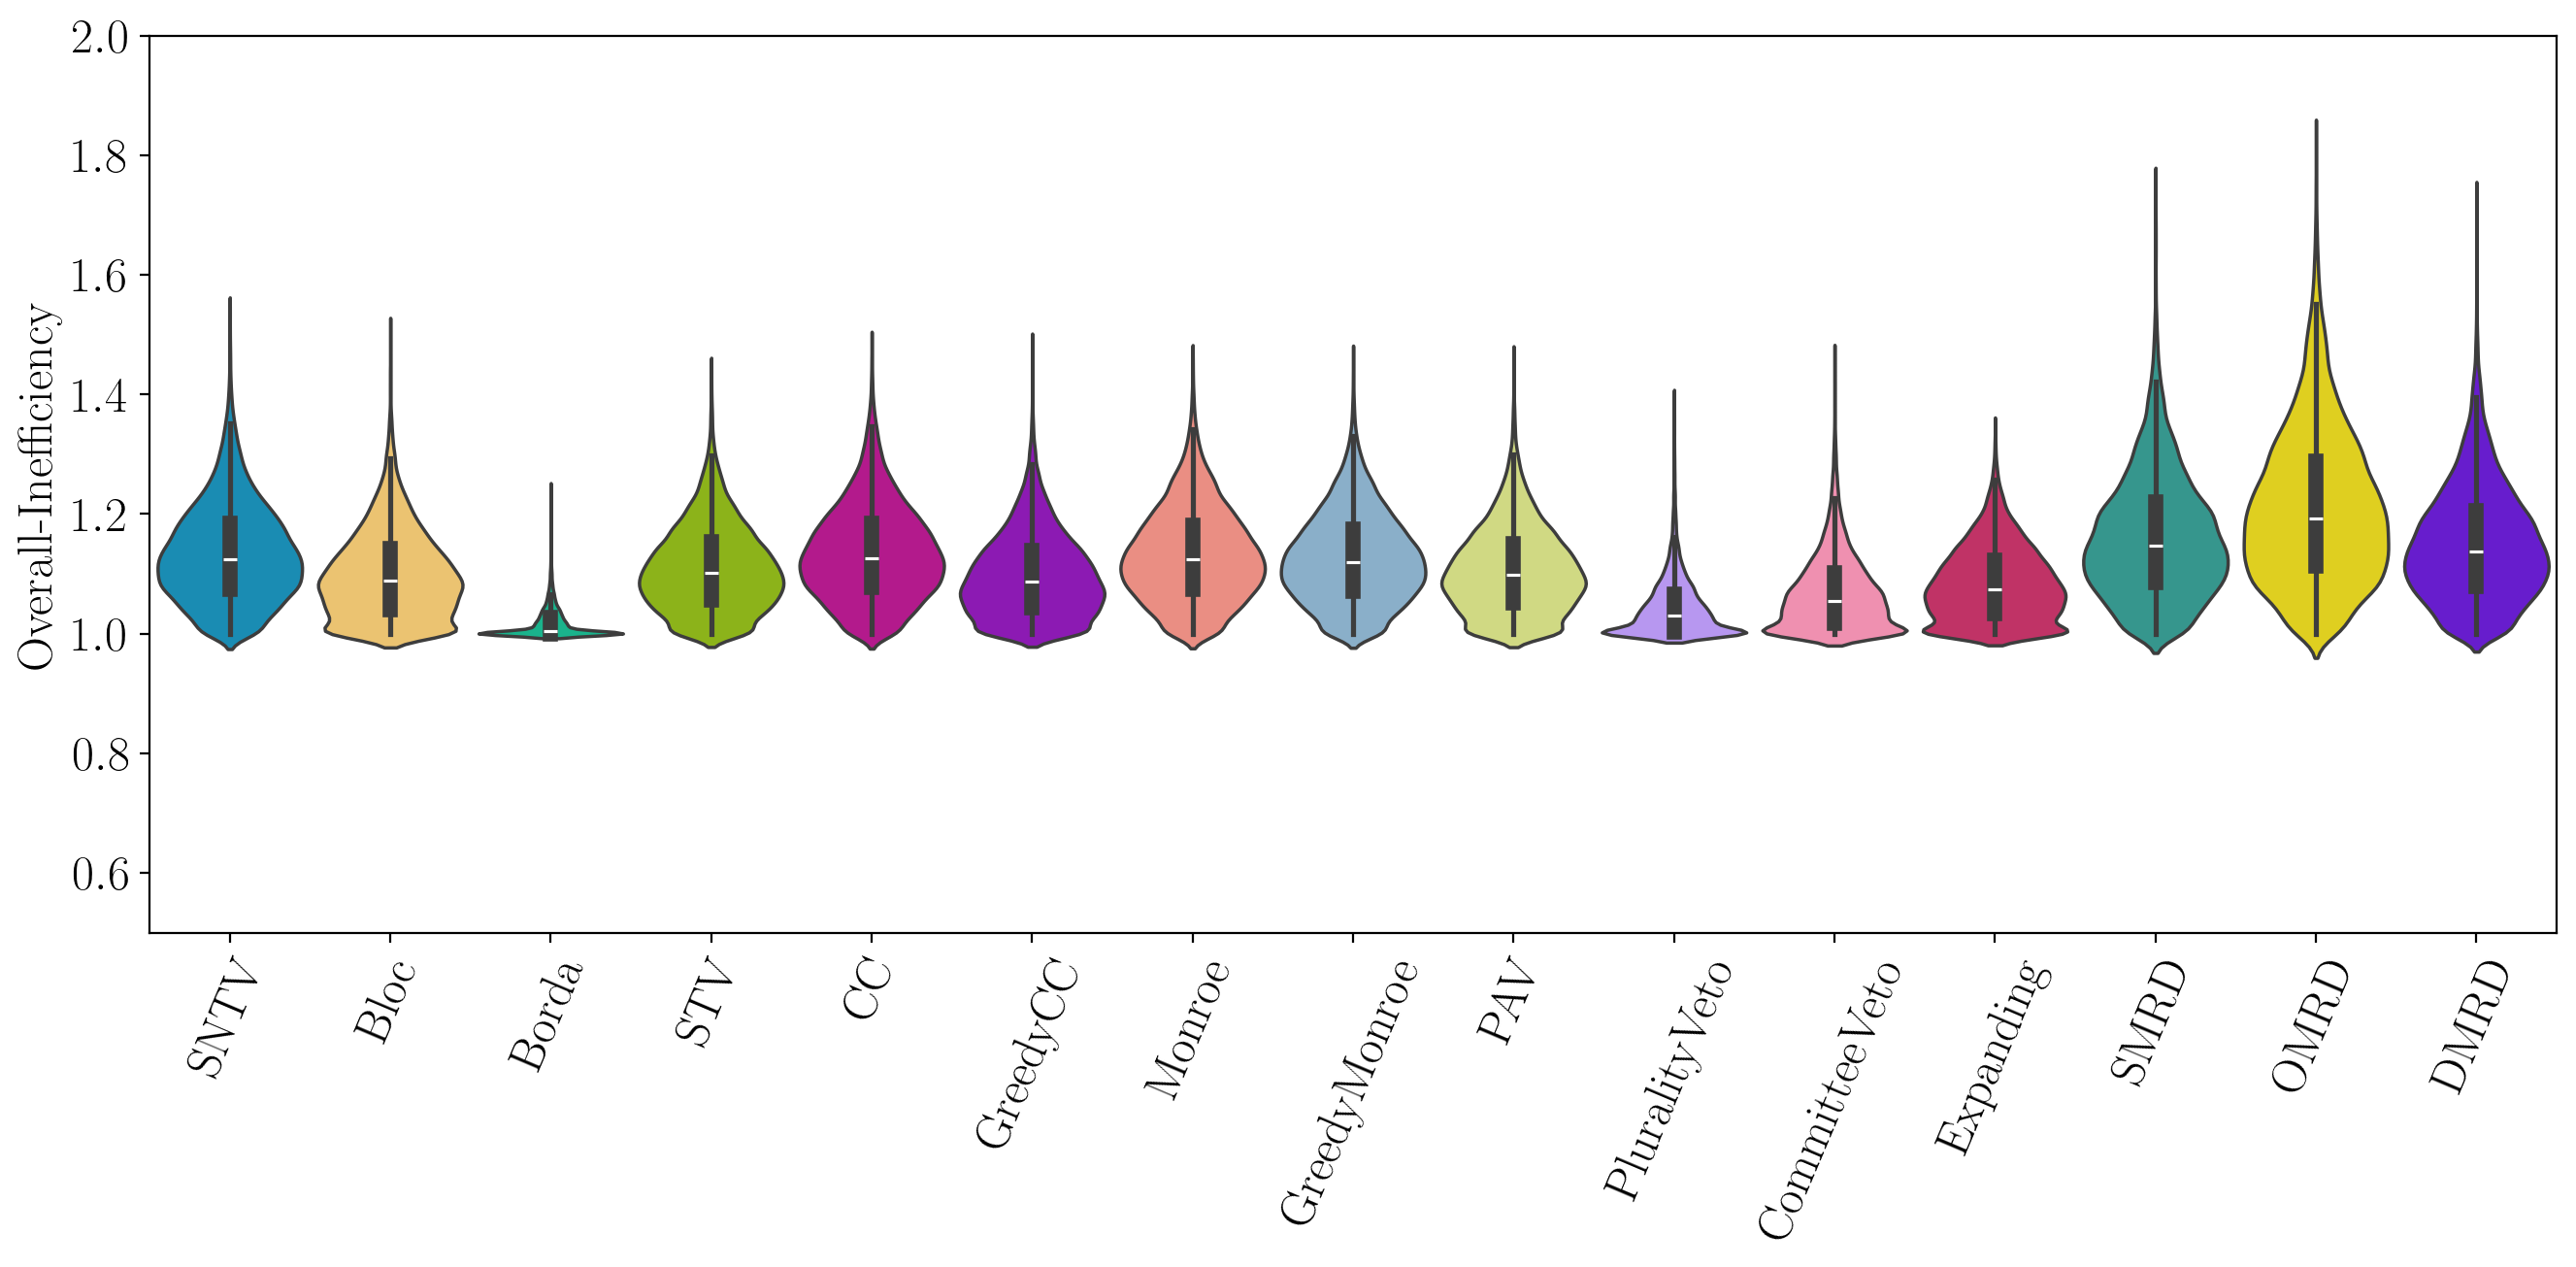 Overall-Inefficiency
2.0
1.8
1.6
1.4
1.2
1.0
0.8
0.6
SNTV
Bloc
Borda
STV
CC
GreedyCC
Monroe
GreedyMonroe
PAV
PluralityVeto
CommitteeVeto
Expanding
SMRD
OMRD
DMRD